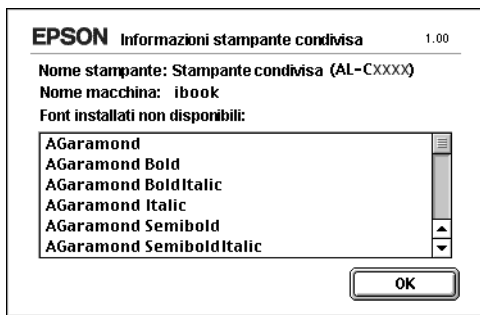 EPSON Informazioni stampante condivisa 1.00
Nome stampante: Stampante condivisa (AL-CXXXX)
Nome macchina: ibook
Font installati non disponibili:
AGaramond
AGaramond Bold
AGaramond BoldItalic
AGaramond Italic
AGaramond Semibold
AGaramond SemiboldItalic
OK